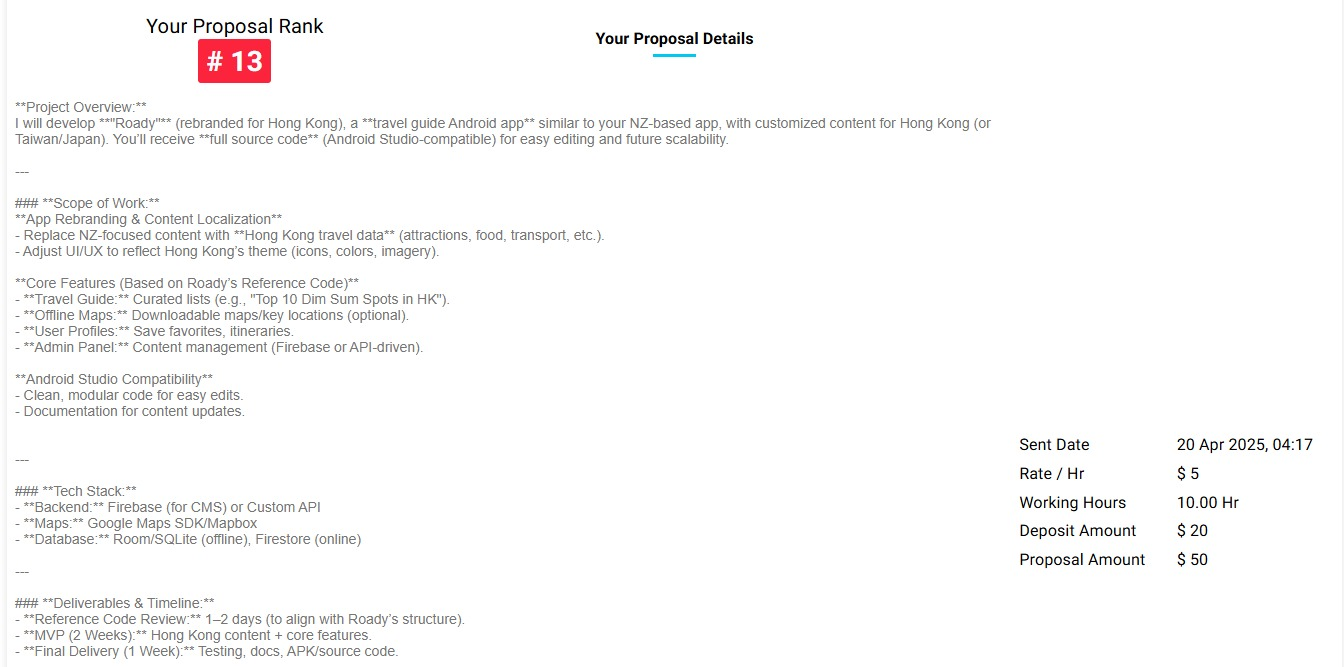 Your Proposal Rank
# 13
Your Proposal Details
**Project Overview:**
I will develop **"Roady"** (rebranded for Hong Kong), a **travel guide Android app** similar to your NZ-based app, with customized content for Hong Kong (or
Taiwan/Japan). You'll receive **full source code** (Android Studio-compatible) for easy editing and future scalability.
---
### **Scope of Work:**
**App Rebranding & Content Localization**
- Replace NZ-focused content with **Hong Kong travel data** (attractions, food, transport, etc.).
- Adjust UI/UX to reflect Hong Kong's theme (icons, colors, imagery).
**Core Features (Based on Roady's Reference Code)**
- **Travel Guide:** Curated lists (e.g., "Top 10 Dim Sum Spots in HK").
- **Offline Maps:** Downloadable maps/key locations (optional).
- **User Profiles:** Save favorites, itineraries.
- **Admin Panel:** Content management (Firebase or API-driven).
**Android Studio Compatibility**
- Clean, modular code for easy edits.
- Documentation for content updates.
---
### **Tech Stack:**
- **Backend:** Firebase (for CMS) or Custom API
- **Maps:** Google Maps SDK/Mapbox
- **Database:** Room/SQLite (offline), Firestore (online)
---
### **Deliverables & Timeline:**
- **Reference Code Review:** 1–2 days (to align with Roady's structure).
- **MVP (2 Weeks):** Hong Kong content + core features.
- **Final Delivery (1 Week):** Testing, docs, APK/source code.
Sent Date 20 Apr 2025, 04:17
Rate / Hr $ 5
Working Hours 10.00 Hr
Deposit Amount $ 20
Proposal Amount $ 50